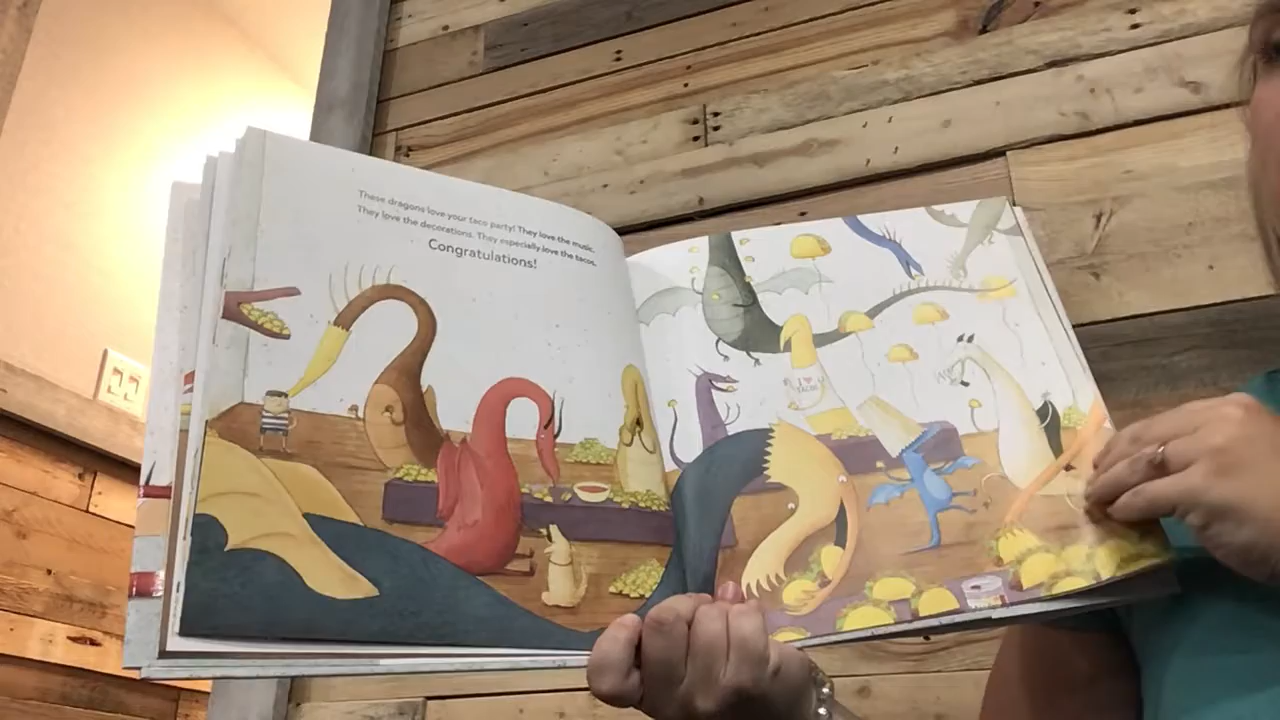 These dragons love your taco party! They love the music.
They love the decorations. They especially love the tacos.
Congratulations!
I ♥
TACOS